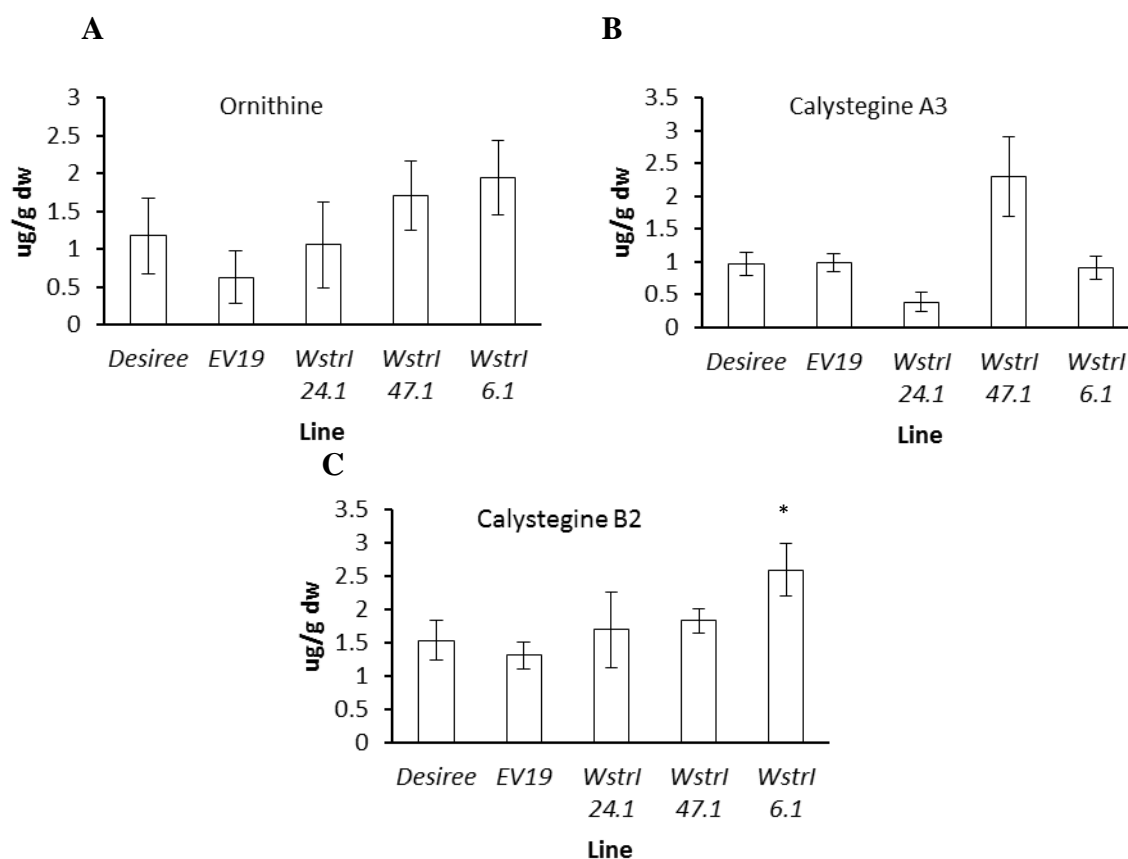 A
Ornithine
ug/g dw
3
2.5
2
1.5
1
0.5
0
Desiree EV19 WstrI WstrI WstrI
24.1 47.1 6.1
Line
B
Calystegine A3
ug/g dw
3.5
3
2.5
2
1.5
1
0.5
0
Desiree EV19 WstrI WstrI WstrI
24.1 47.1 6.1
Line
C
Calystegine B2
*
ug/g dw
3.5
3
2.5
2
1.5
1
0.5
0
Desiree EV19 WstrI WstrI WstrI
24.1 47.1 6.1
Line